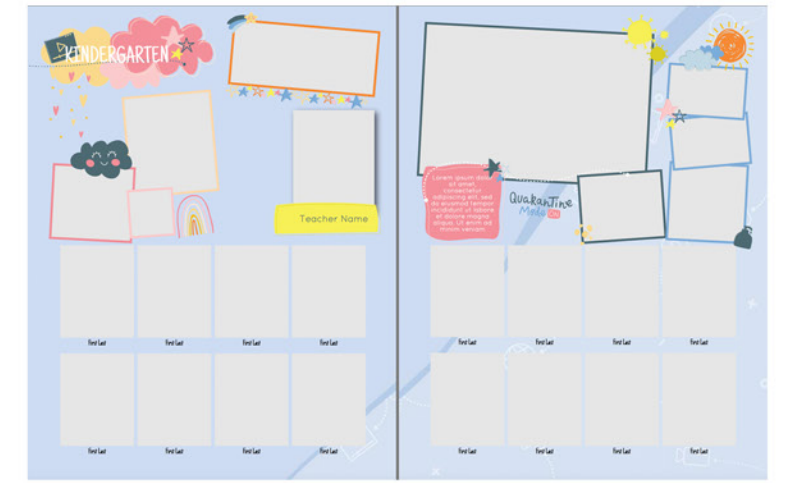 KINDERGARTEN
Teacher Name
First Last First Last First Last First Last
First Last First Last First Last First Last
Lorem ipsum dolor
sit amet,
consectetur
adipiscing elit, sed
do eiusmod tempor
incididunt ut labore
et dolore magna
aliqua. Ut enim ad
minim veniam
Quarantine
Mode ON
First Last First Last First Last First Last
First Last First Last First Last First Last